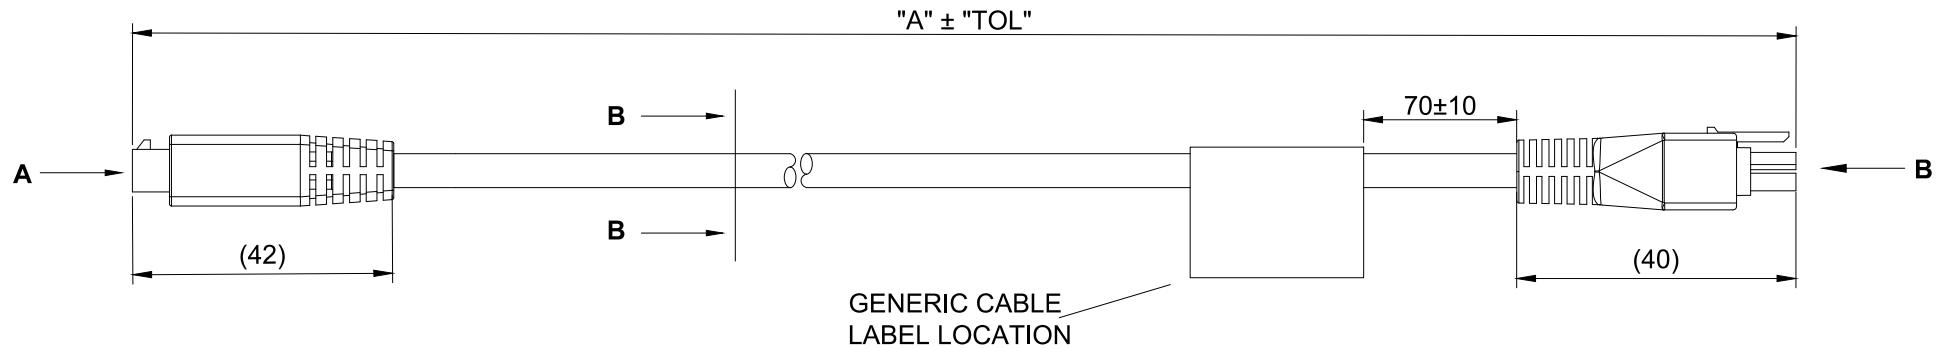 "A" ± "TOL"
70±10
B
A
B
B
(42)
(40)
GENERIC CABLE
LABEL LOCATION